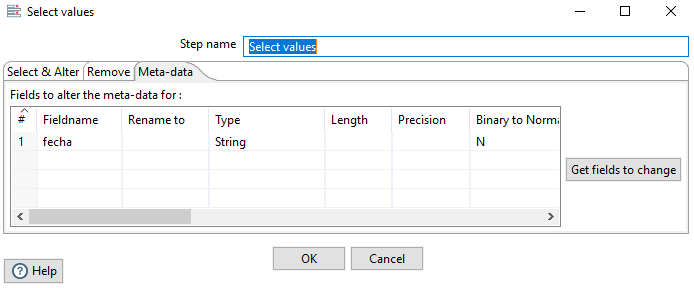 Select values
Step name Select values
Select & Alter Remove Meta-data
Fields to alter the meta-data for :
# Fieldname Rename to Type Length Precision Binary to Norma
1 fecha String N
Get fields to change
OK Cancel
Help